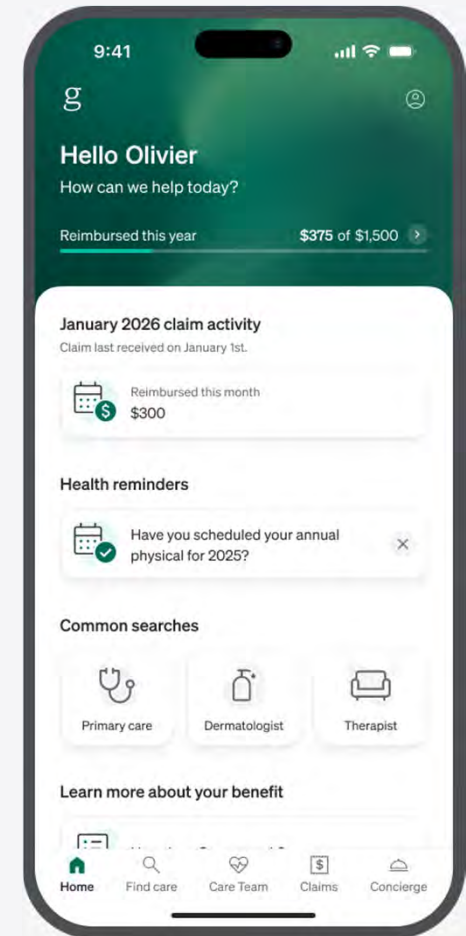 9:41
g
Hello Olivier
How can we help today?
Reimbursed this year $375 of $1,500
January 2026 claim activity
Claim last received on January 1st.
Reimbursed this month
$ $300
Health reminders
Have you scheduled your annual
physical for 2025?
Common searches
Primary care Dermatologist Therapist
Learn more about your benefit
$
Home Find care Care Team Claims Concierge